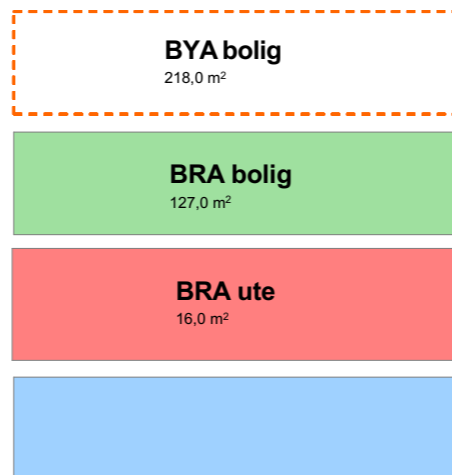 BYA bolig
218,0 m²
BRA bolig
127,0 m²
BRA ute
16,0 m²